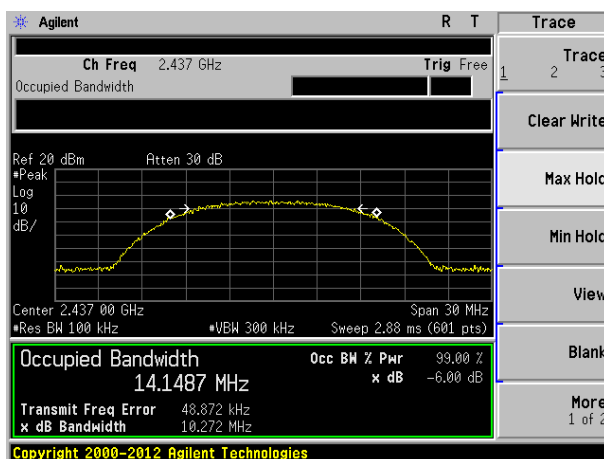 Agilent R T Trace
Ch Freq 2.437 GHz Trig Free
Occupied Bandwidth
Trace
1 2 3
Clear Write
Max Hold
Min Hold
View
Blank
More
1 of 2
Ref 20 dBm Atten 30 dB
#Peak
Log
10
dB/
Center 2.437 00 GHz Span 30 MHz
#Res BW 100 kHz #VBW 300 kHz Sweep 2.88 ms (601 pts)
Occupied Bandwidth Occ BW % Pwr 99.00 %
14.1487 MHz x dB -6.00 dB
Transmit Freq Error 48.872 kHz
x dB Bandwidth 10.272 MHz
Copyright 2000-2012 Agilent Technologies